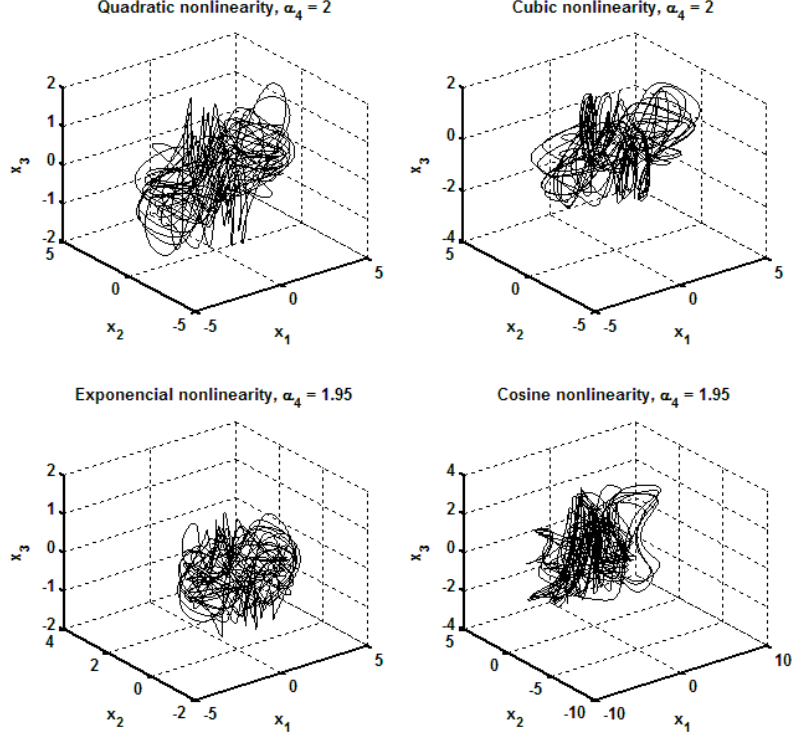 Quadratic nonlinearity, α4 = 2
Cubic nonlinearity, α4 = 2
2
1
0
-1
-2
x3
5
0
-5
x2
-5
0
5
x1
2
0
-2
-4
x3
5
0
-5
x2
-5
0
5
x1
Exponencial nonlinearity, α4 = 1.95
Cosine nonlinearity, α4 = 1.95
2
1
0
-1
-2
x3
4
2
0
-2
x2
-5
0
5
x1
4
2
0
-2
-4
x3
5
0
-5
-10
x2
-10
0
10
x1